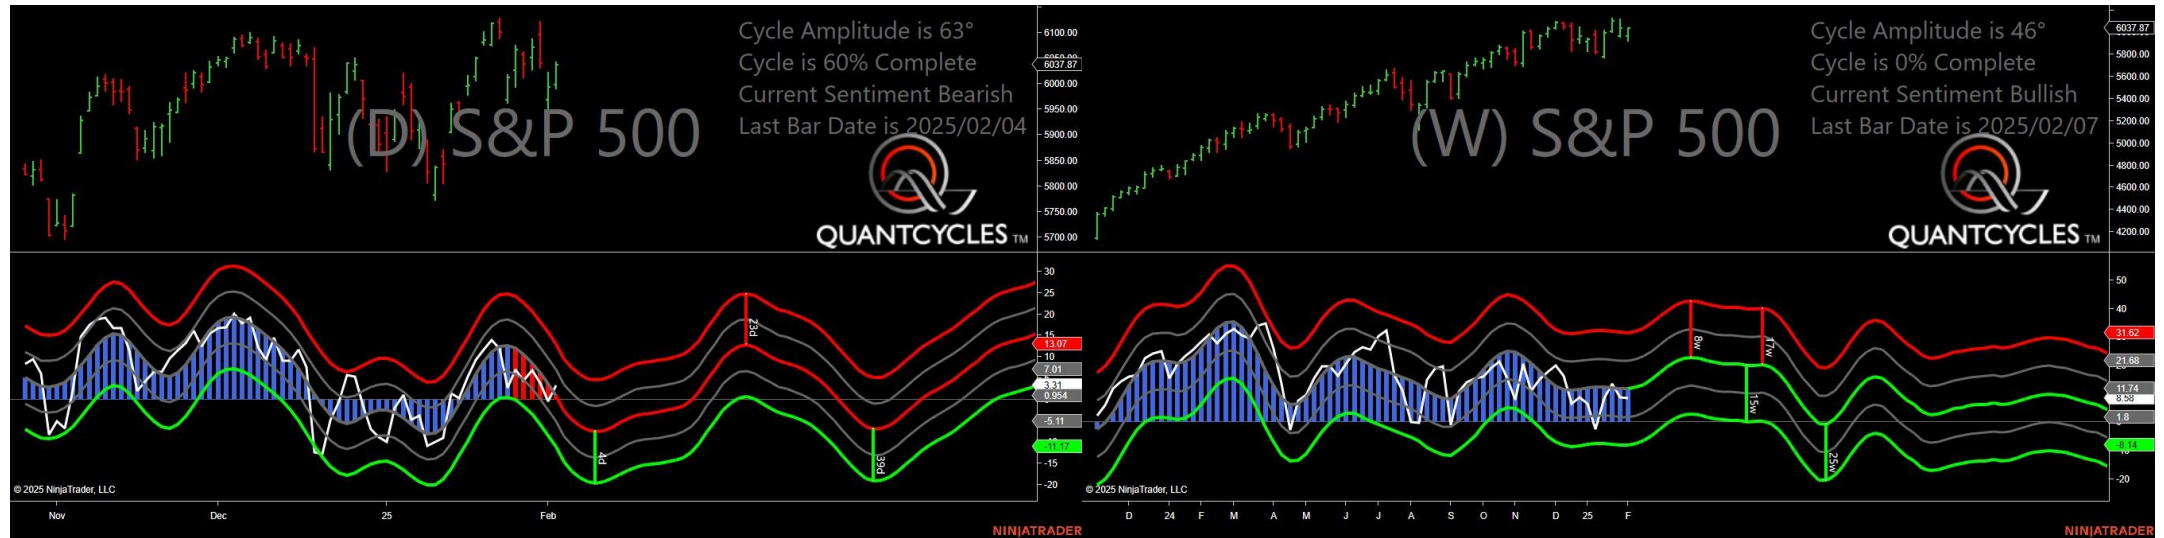 Cycle Amplitude is 63°
Cycle is 60% Complete
Current Sentiment Bearish
Last Bar Date is 2025/02/04
(D) S&P 500
QUANTCYCLES TM
6100.00
6037.87
6000.00
5950.00
5900.00
5850.00
5800.00
5750.00
5700.00
30
25
20
15
13.07
10
7.01
3.31
0.954
-5.11
-11.17
-15
-20
23d
4d
39d
© 2025 NinjaTrader, LLC
Nov
Dec
25
Feb
NINJATRADER
Cycle Amplitude is 46°
Cycle is 0% Complete
Current Sentiment Bullish
Last Bar Date is 2025/02/07
(W) S&P 500
QUANTCYCLES TM
6037.87
5800.00
5600.00
5400.00
5200.00
5000.00
4800.00
4600.00
4400.00
4200.00
50
40
31.62
21.68
11.74
8.58
1.8
-8.14
-20
8w
17w
15w
25w
© 2025 NinjaTrader, LLC
D
24
F
M
A
M
J
J
A
S
O
N
D
25
F
NINJATRADER